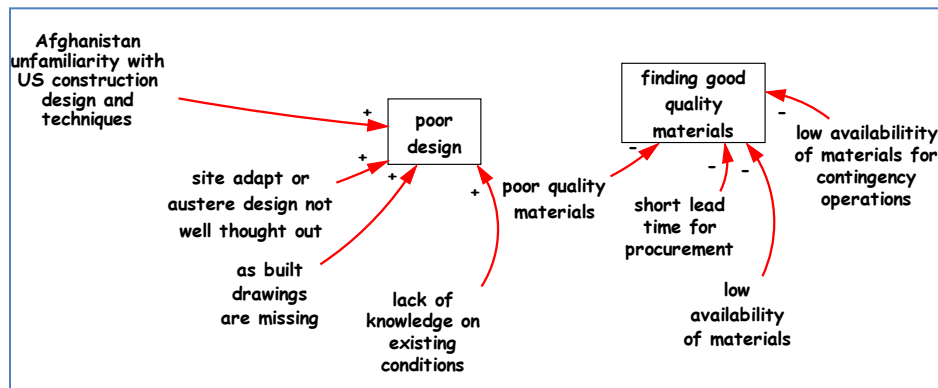 Afghanistan
unfamiliarity with
US construction
design and
techniques
+
poor
design
+
+
+
site adapt or
austere design not
well thought out
as built
drawings
are missing
lack of
knowledge on
existing
conditions
finding good
quality
materials
-
-
-
-
poor quality
materials
short lead
time for
procurement
low availabilitity
of materials for
contingency
operations
low
availability
of materials